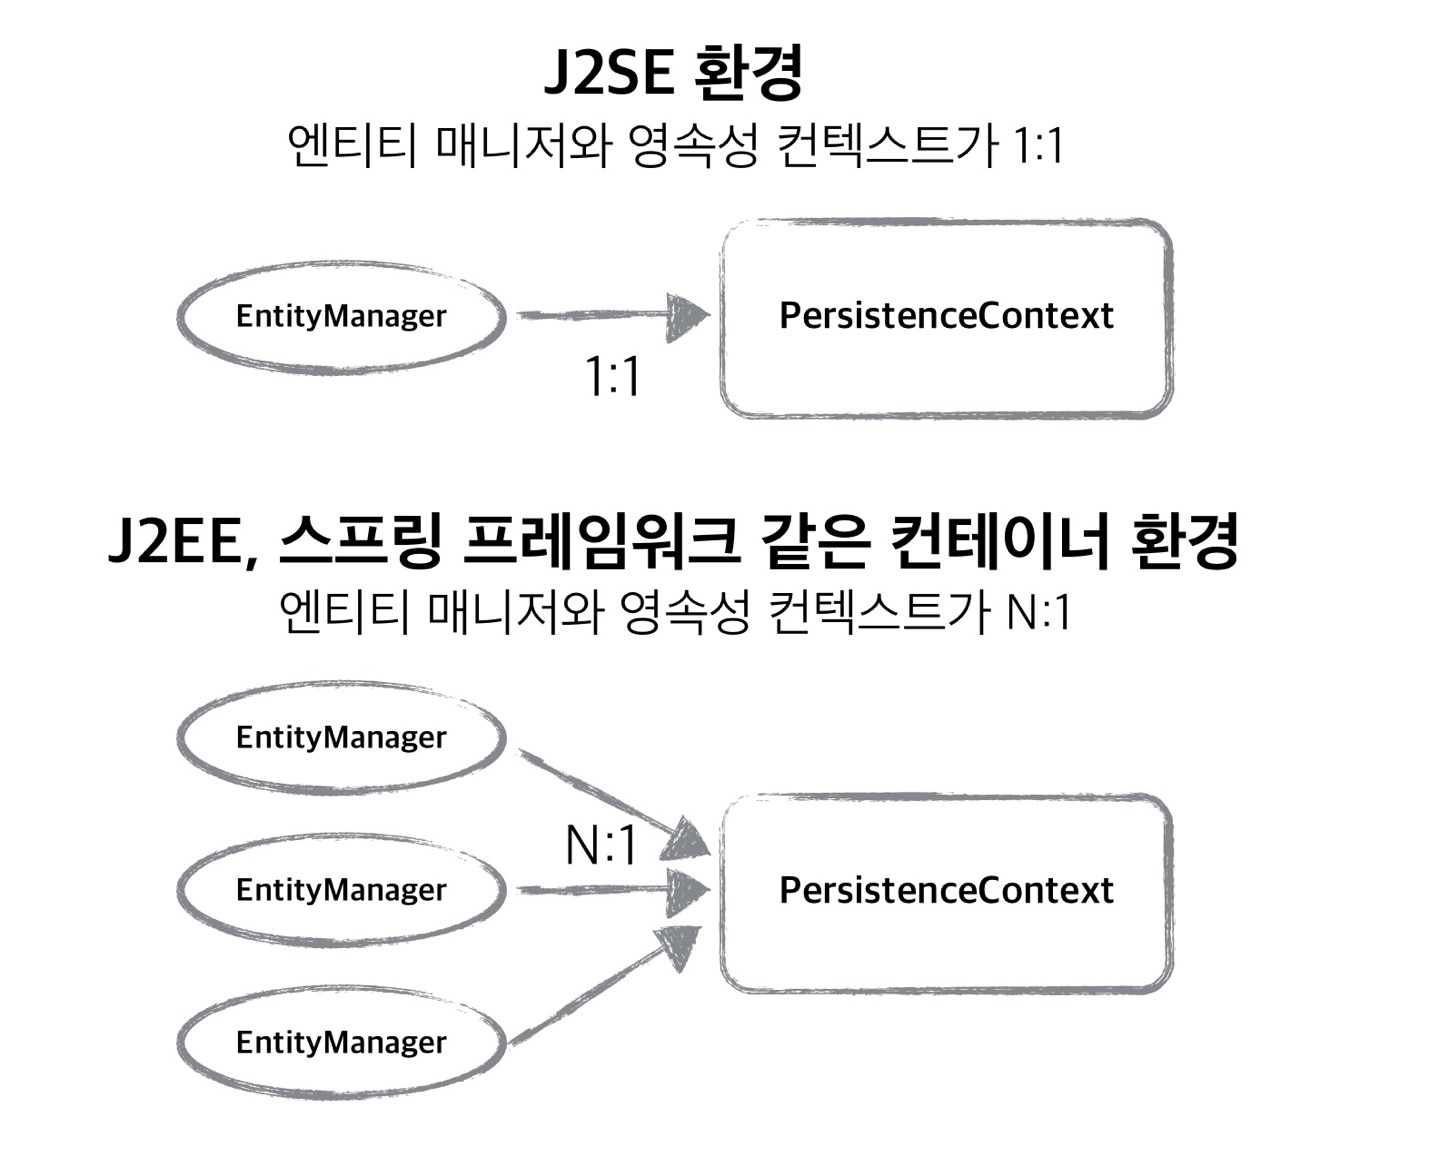 J2SE 환경
엔티티 매니저와 영속성 컨텍스트가 1:1
EntityManager
PersistenceContext
1:1
J2EE, 스프링 프레임워크 같은 컨테이너 환경
엔티티 매니저와 영속성 컨텍스트가 N:1
EntityManager
N:1
EntityManager
PersistenceContext
EntityManager